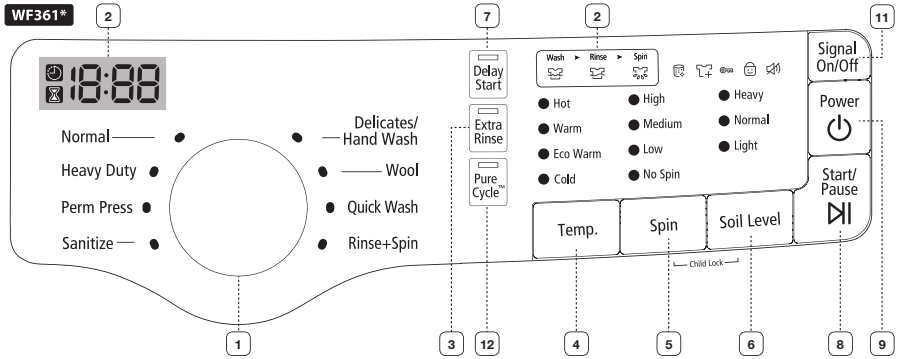 WF361*
2
7
2
11
18:88
Delay
Start
Wash ► Rinse ► Spin
Signal
On/Off
Normal
Delicates/
Hand Wash
Extra
Rinse
Hot
High
Heavy
Power
Warm
Medium
Normal
Heavy Duty
Wool
Eco Warm
Low
Light
Pure
Cycle™
Cold
No Spin
Start/
Pause
Perm Press
Quick Wash
Sanitize
Rinse+Spin
Temp.
Spin
Soil Level
Child Lock
1
3
12
4
5
6
8
9